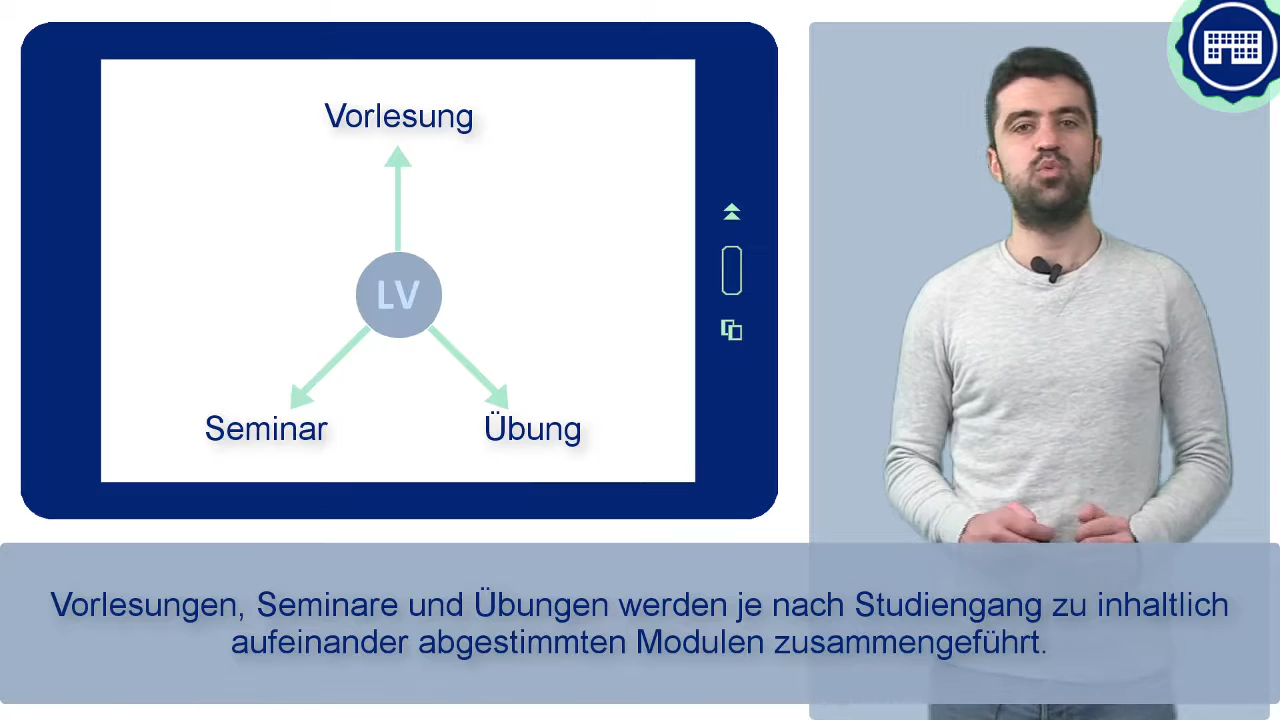 Vorlesung
LV
Seminar
Übung
Vorlesungen, Seminare und Übungen werden je nach Studiengang zu inhaltlich
aufeinander abgestimmten Modulen zusammengeführt.